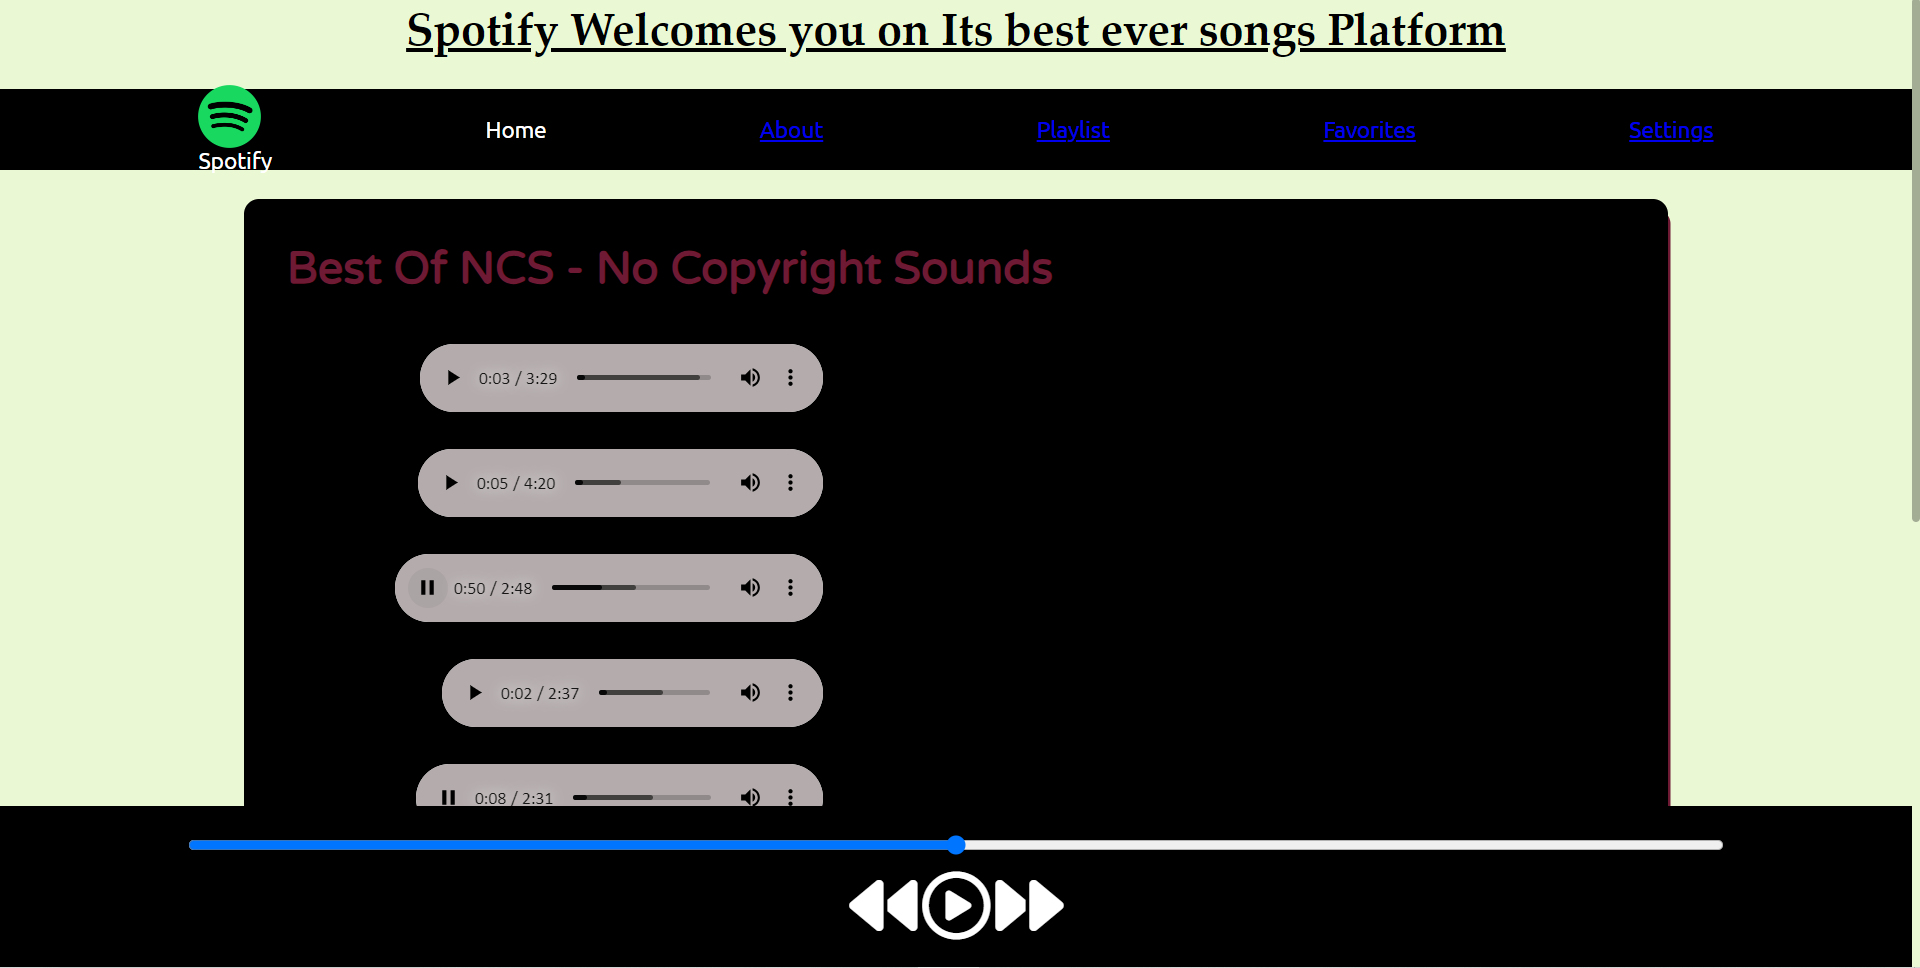 Spotify Welcomes you on Its best ever songs Platform
Spotify
Home
About
Playlist
Favorites
Settings
Best Of NCS - No Copyright Sounds
0:03 / 3:29
0:05 / 4:20
0:50 / 2:48
0:02 / 2:37
0:08 / 2:31